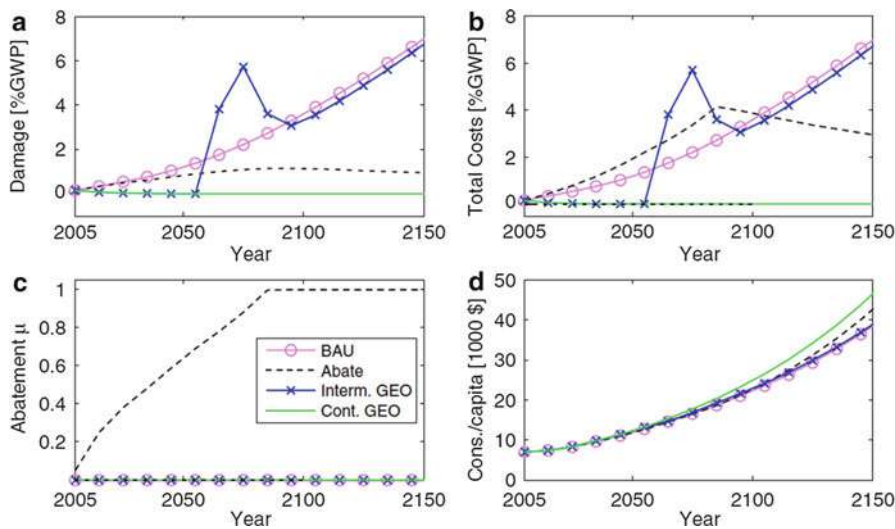 a
Damage [%GWP]
8
6
4
2
0
2005 2050 2100 2150
Year
b
Total Costs [%GWP]
8
6
4
2
0
2005 2050 2100 2150
Year
c
Abatement μ
1
0.8
0.6
0.4
0.2
BAU
Abate
Interm. GEO
Cont. GEO
2005 2050 2100 2150
Year
d
Cons./capita [1000 $]
50
40
30
20
10
0
2005 2050 2100 2150
Year